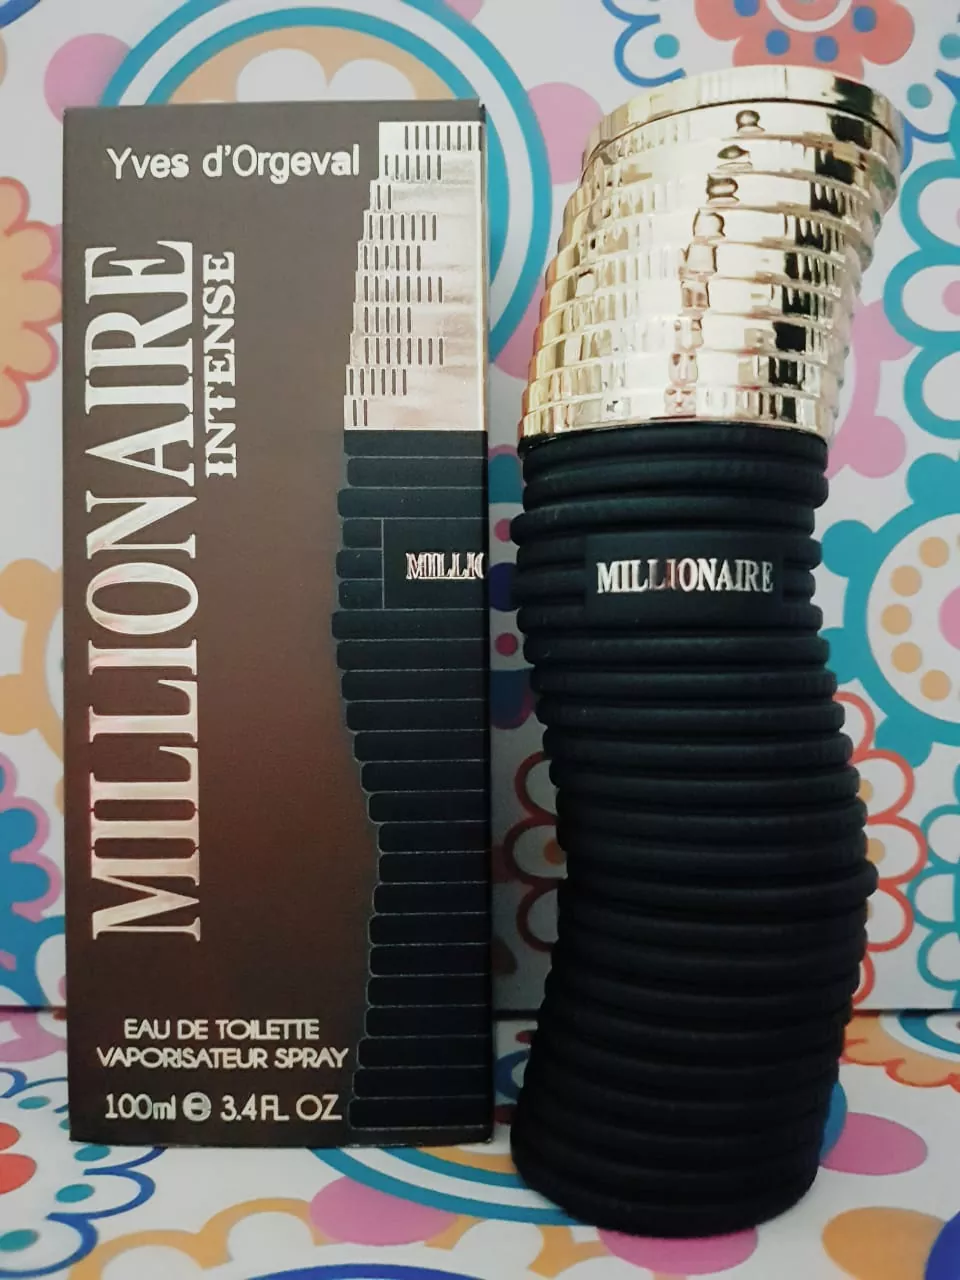 Yves d'Orgeval
MILLIONAIRE
INTENSE
MILLIO
EAU DE TOILETTE
VAPORISATEUR SPRAY
100ml e 3.4 FL OZ
MILLIONAIRE